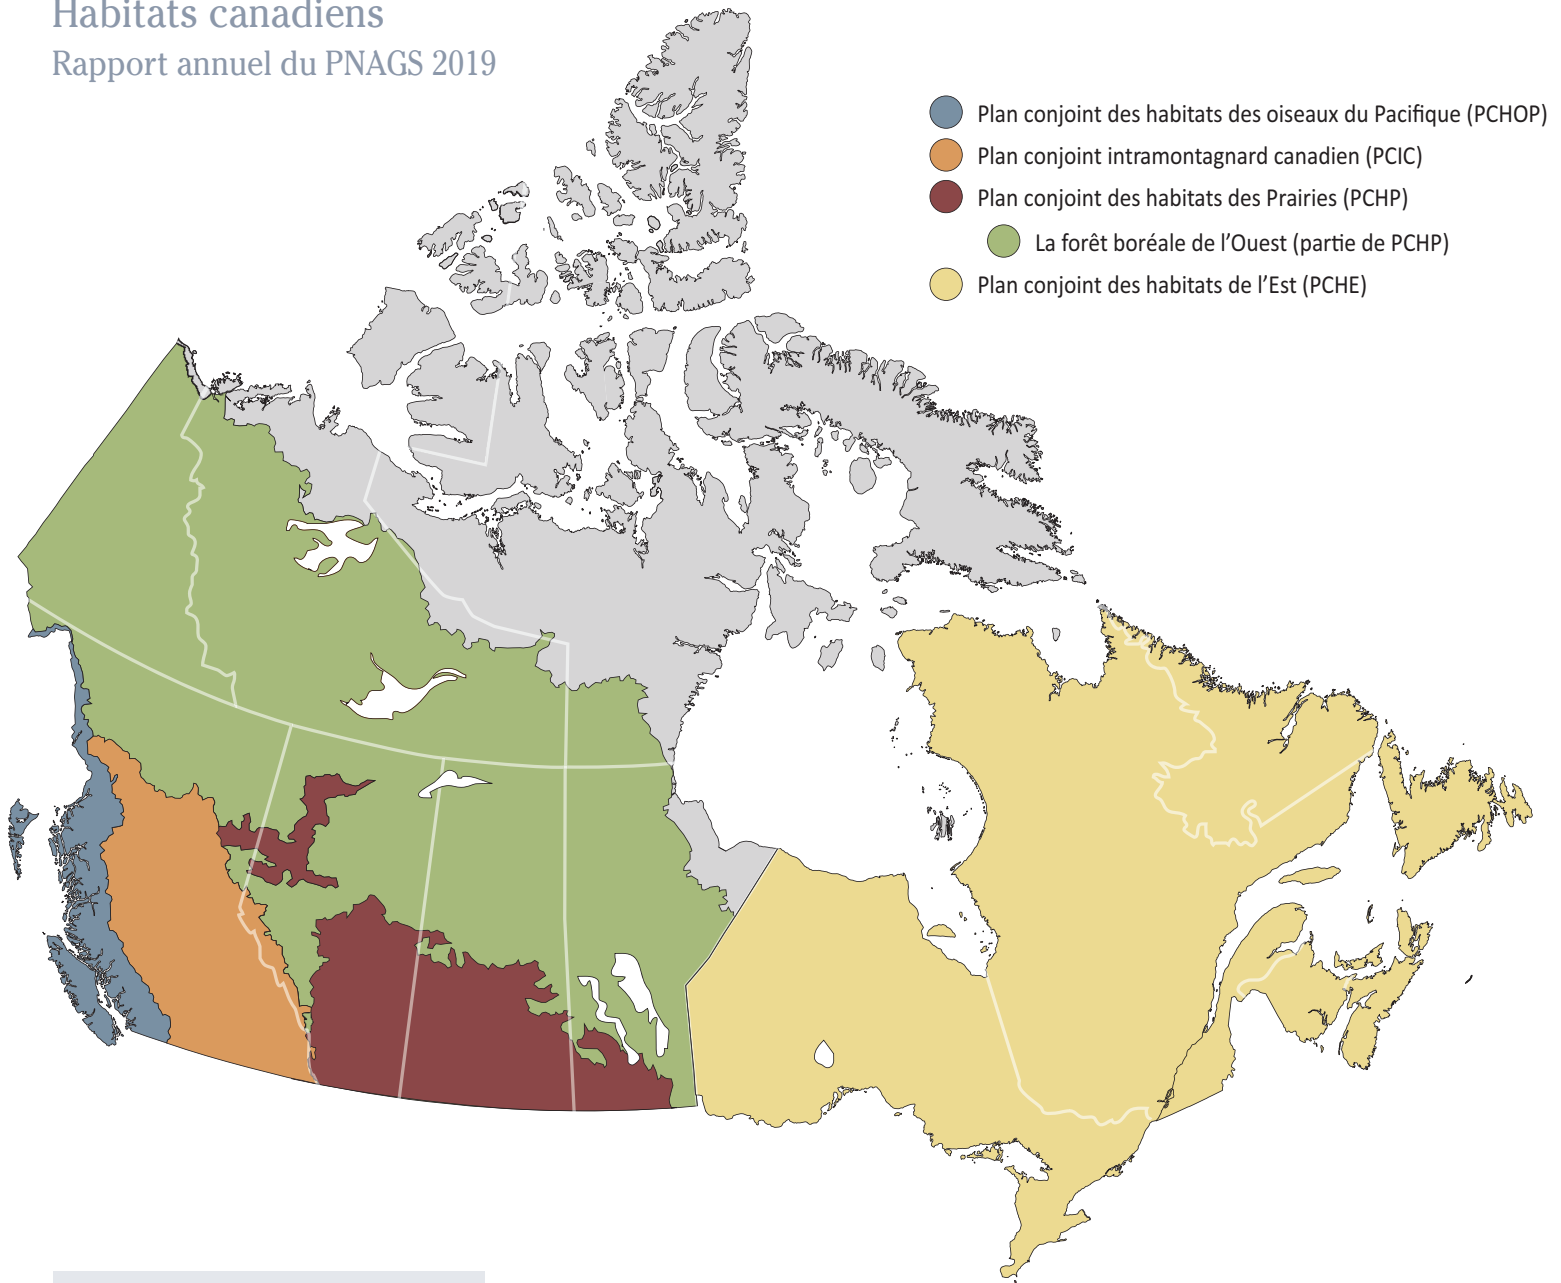 Habitats canadiens
Rapport annuel du PNAGS 2019
Plan conjoint des habitats des oiseaux du Pacifique (PCHOP)
Plan conjoint intramontagnard canadien (PCIC)
Plan conjoint des habitats des Prairies (PCHP)
La forêt boréale de l’Ouest (partie de PCHP)
Plan conjoint des habitats de l’Est (PCHE)